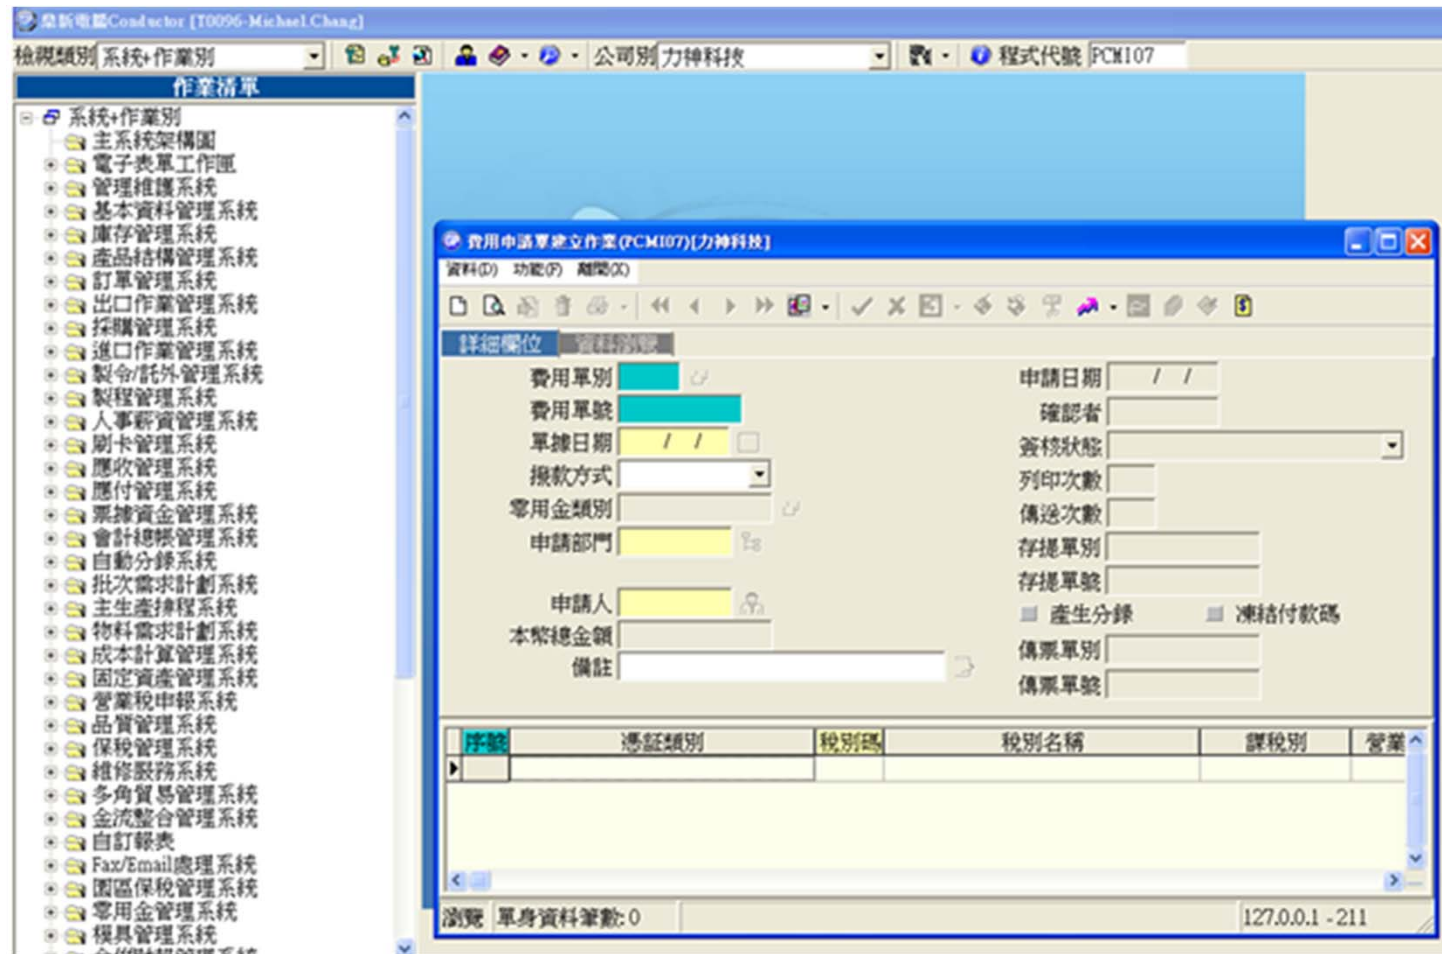 鼎新電腦Conductor [T0096-Michael.Chang]
檢視類別 系統+作業別 公司別 力神科技 程式代號 PCMI07
作業清單
系統+作業別
主系統架構圖
電子表單工作匣
管理維護系統
基本資料管理系統
庫存管理系統
產品結構管理系統
訂單管理系統
出口作業管理系統
採購管理系統
進口作業管理系統
製令/託外管理系統
製程管理系統
人事薪資管理系統
刷卡管理系統
應收管理系統
應付管理系統
票據資金管理系統
會計總帳管理系統
自動分錄系統
批次需求計劃系統
主生產排程系統
物料需求計劃系統
成本計算管理系統
固定資產管理系統
營業稅申報系統
品質管理系統
保稅管理系統
維修服務系統
多角貿易管理系統
金流整合管理系統
自訂報表
Fax/Email處理系統
園區保稅管理系統
零用金管理系統
模具管理系統
費用申請單建立作業(PCMI07)[力神科技]
資料(D) 功能(F) 離開(X)
詳細欄位 資料瀏覽
費用單別 申請日期 / /
費用單號 確認者
單據日期 / / 簽核狀態
撥款方式 列印次數
零用金類別 傳送次數
申請部門 存提單別
存提單號
申請人 產生分錄 凍結付款碼
本幣總金額 傳票單別
備註 傳票單號
序號 憑証類別 稅別碼 稅別名稱 課稅別 營業
瀏覽 單身資料筆數: 0 127.0.0.1 - 211